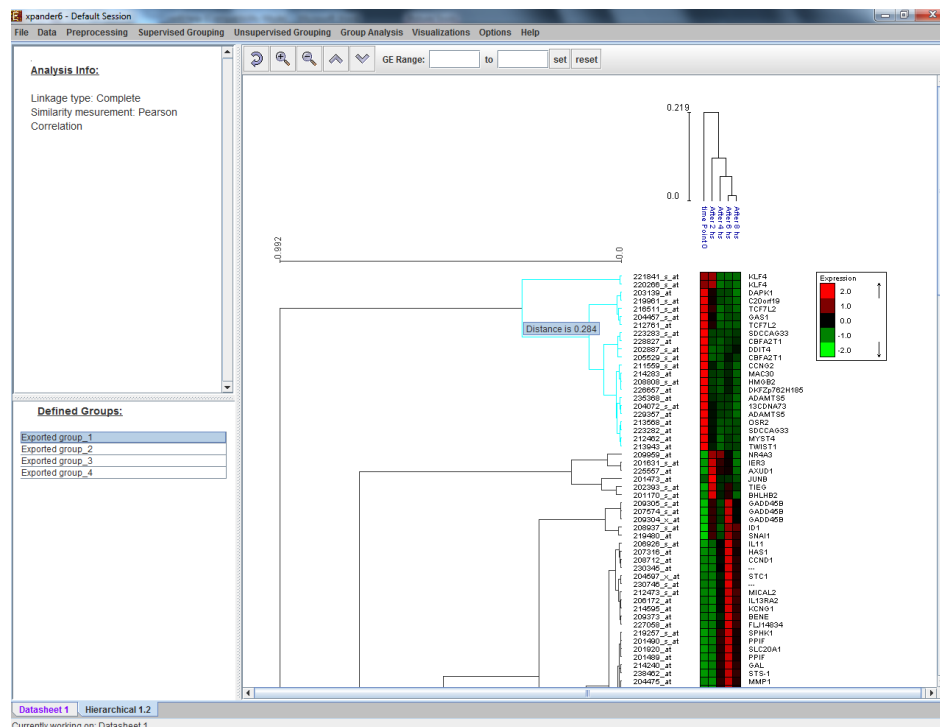 xpander6 - Default Session
File Data Preprocessing Supervised Grouping Unsupervised Grouping Group Analysis Visualizations Options Help
GE Range: to set reset
Analysis Info:
Linkage type: Complete
Similarity mesurement: Pearson
Correlation
Defined Groups:
Exported group_1
Exported group_2
Exported group_3
Exported group_4
0.219
0.0
time Point 0
After 2 hs
After 4 hs
After 6 hs
After 8 hs
0.992
0.0
Distance is 0.284
221841_s_at KLF4
220266_s_at KLF4
203139_at DAPK1
219961_s_at C20orf19
216511_s_at TCF7L2
204457_s_at GAS1
212761_at TCF7L2
223283_s_at SDCCAG33
228827_at CBFA2T1
202887_s_at DDIT4
205529_s_at CBFA2T1
211559_s_at CCNG2
214283_at MAC30
208808_s_at HMGB2
226657_at DKFZp762H185
235368_at ADAMTS5
204072_s_at 13CDNA73
229357_at ADAMTS5
213568_at OSR2
223282_at SDCCAG33
212462_at MYST4
213943_at TWIST1
209959_at NR4A3
201631_s_at IER3
225557_at AXUD1
201473_at JUNB
202393_s_at TIEG
201170_s_at BHLHB2
209305_s_at GADD45B
207574_s_at GADD45B
209304_x_at GADD45B
208937_s_at ID1
219480_at SNAI1
206926_s_at IL11
207316_at HAS1
208712_at CCND1
230345_at ---
204597_x_at STC1
230746_s_at ---
212473_s_at MICAL2
206172_at IL13RA2
214595_at KCNG1
209373_at BENE
227058_at FLJ14834
219257_s_at SPHK1
201490_s_at PPIF
201920_at SLC20A1
201489_at PPIF
214240_at GAL
238462_at STS-1
204475_at MMP1
Expression
2.0
1.0
0.0
-1.0
-2.0
Datasheet 1 Hierarchical 1.2
Currently working on: Datasheet 1